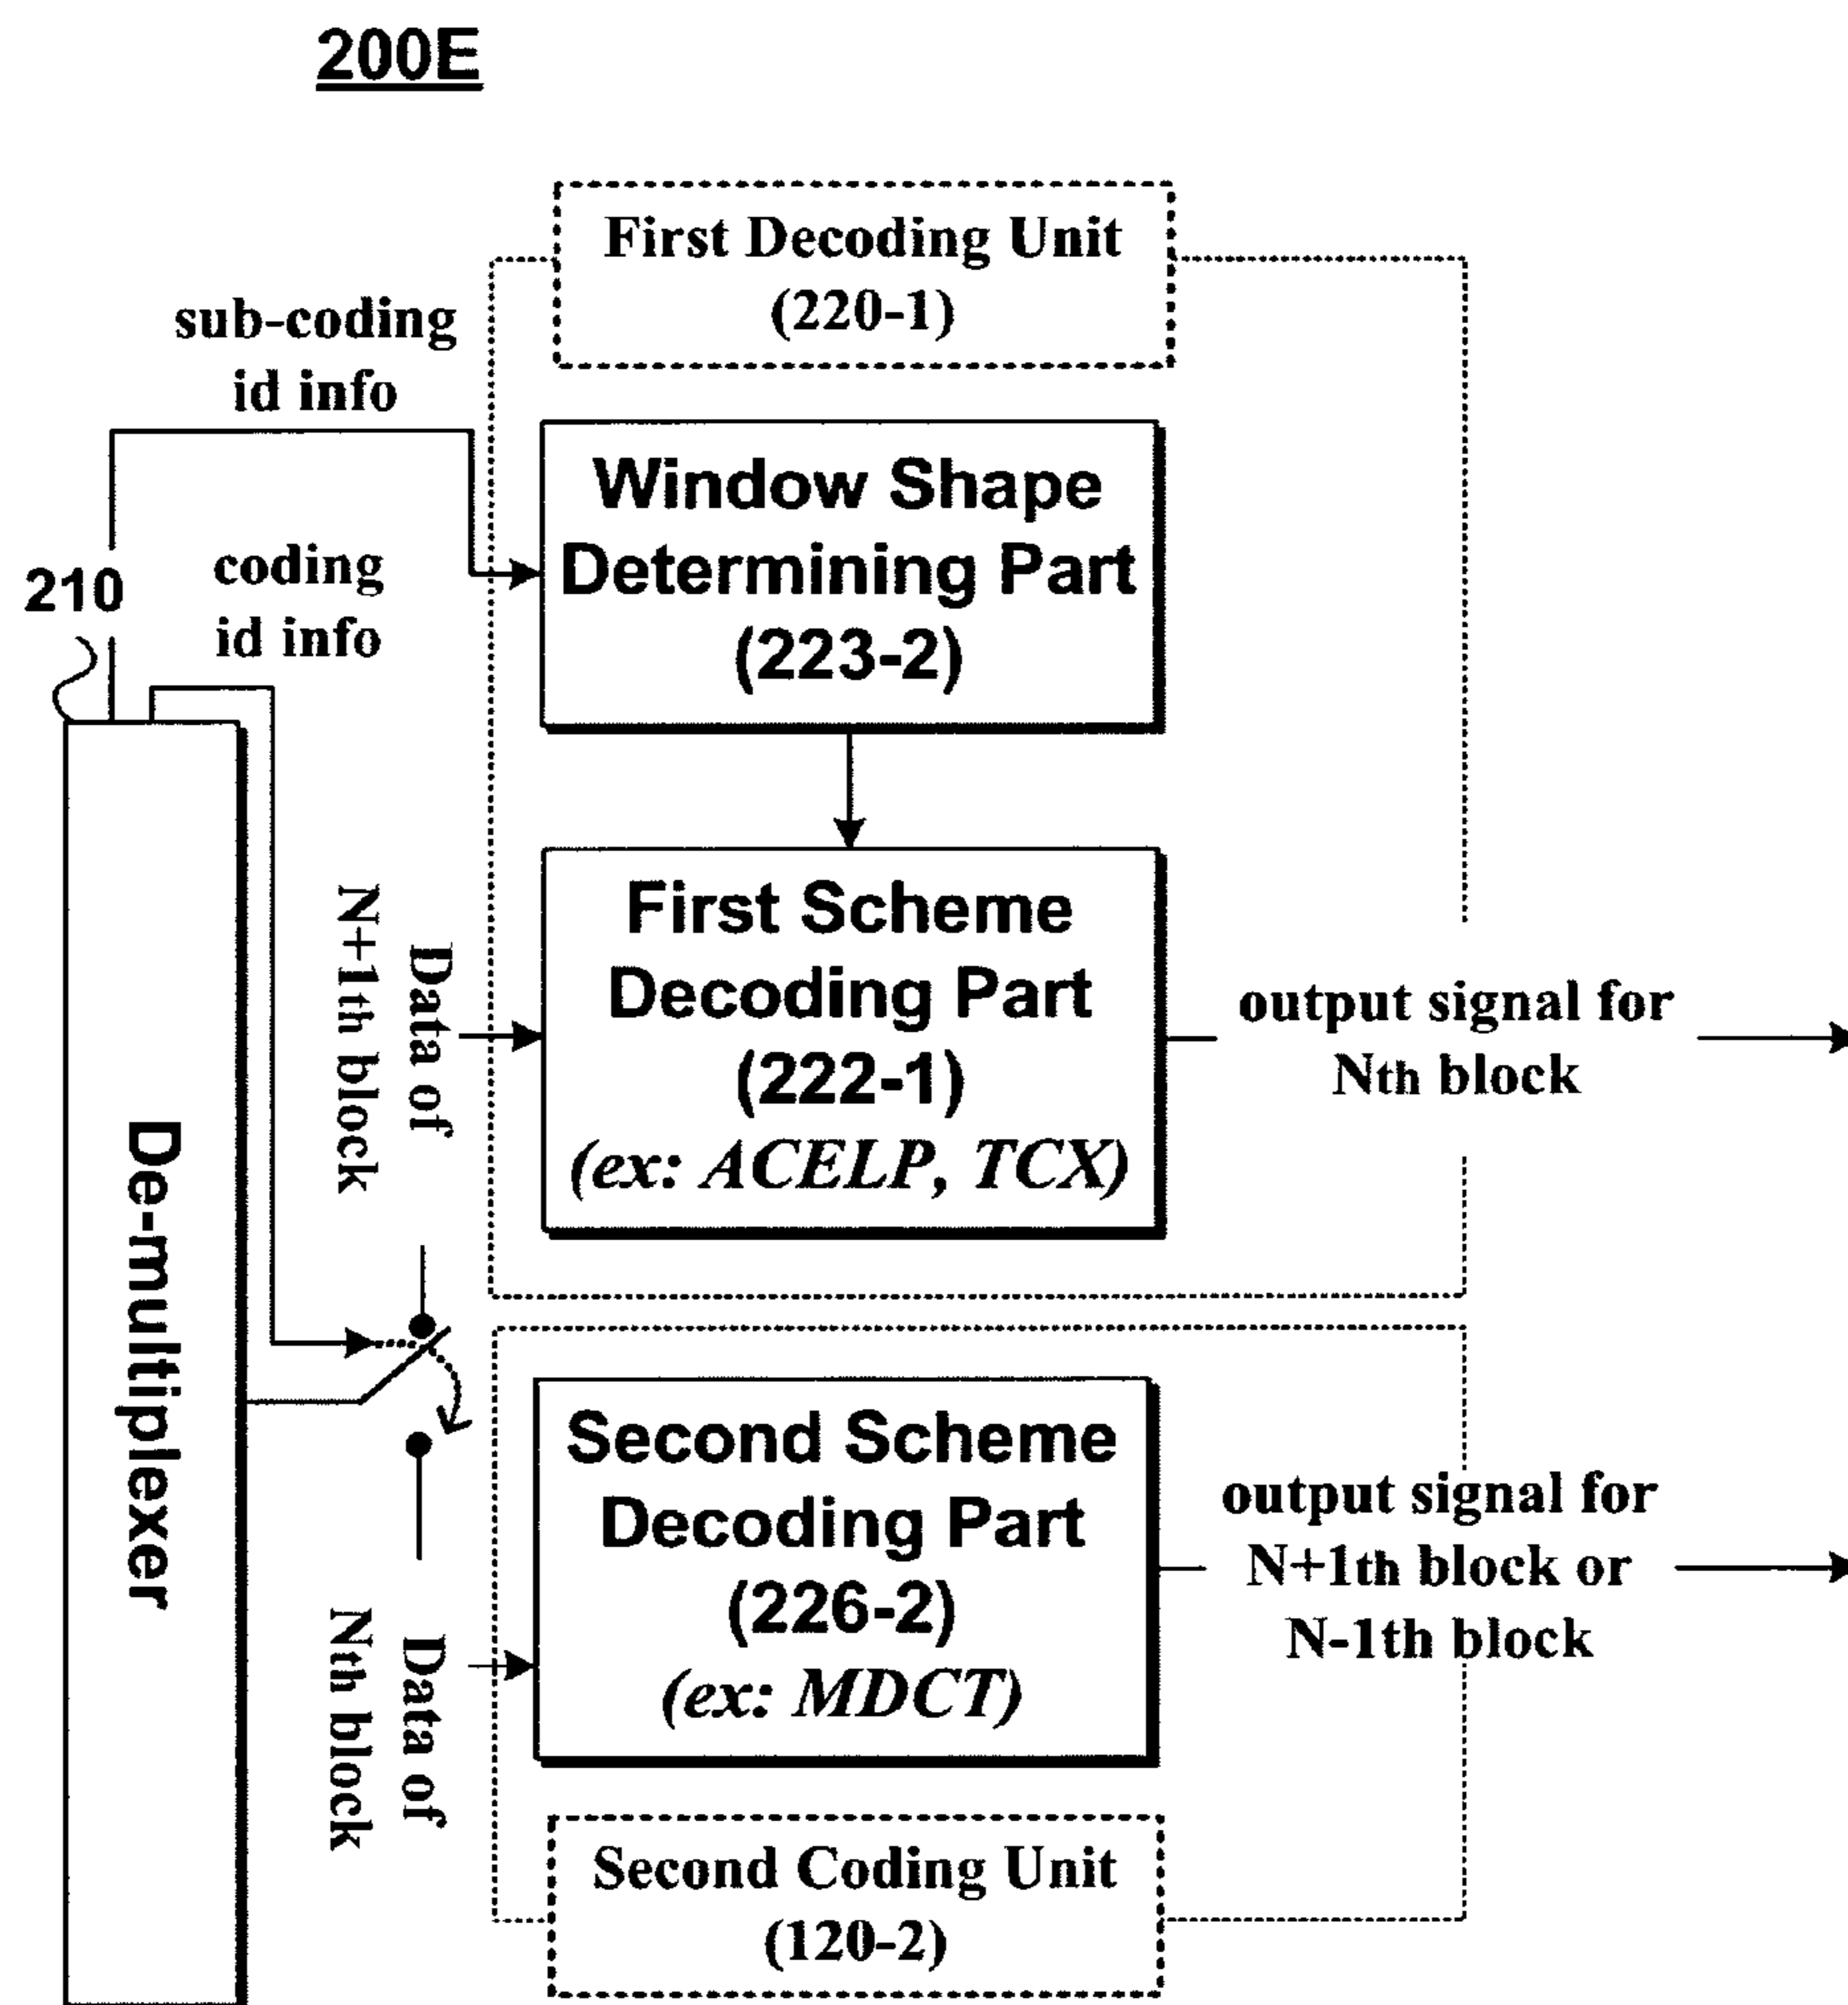 200E
First Decoding Unit
(220-1)
sub-coding
id info
Window Shape
Determining Part
(223-2)
210
coding
id info
First Scheme
Decoding Part
(222-1)
(ex: ACELP, TCX)
Data of
N+1th block
output signal for
Nth block
De-multiplexer
Second Scheme
Decoding Part
(226-2)
(ex: MDCT)
Data of
Nth block
output signal for
N+1th block or
N-1th block
Second Coding Unit
(120-2)